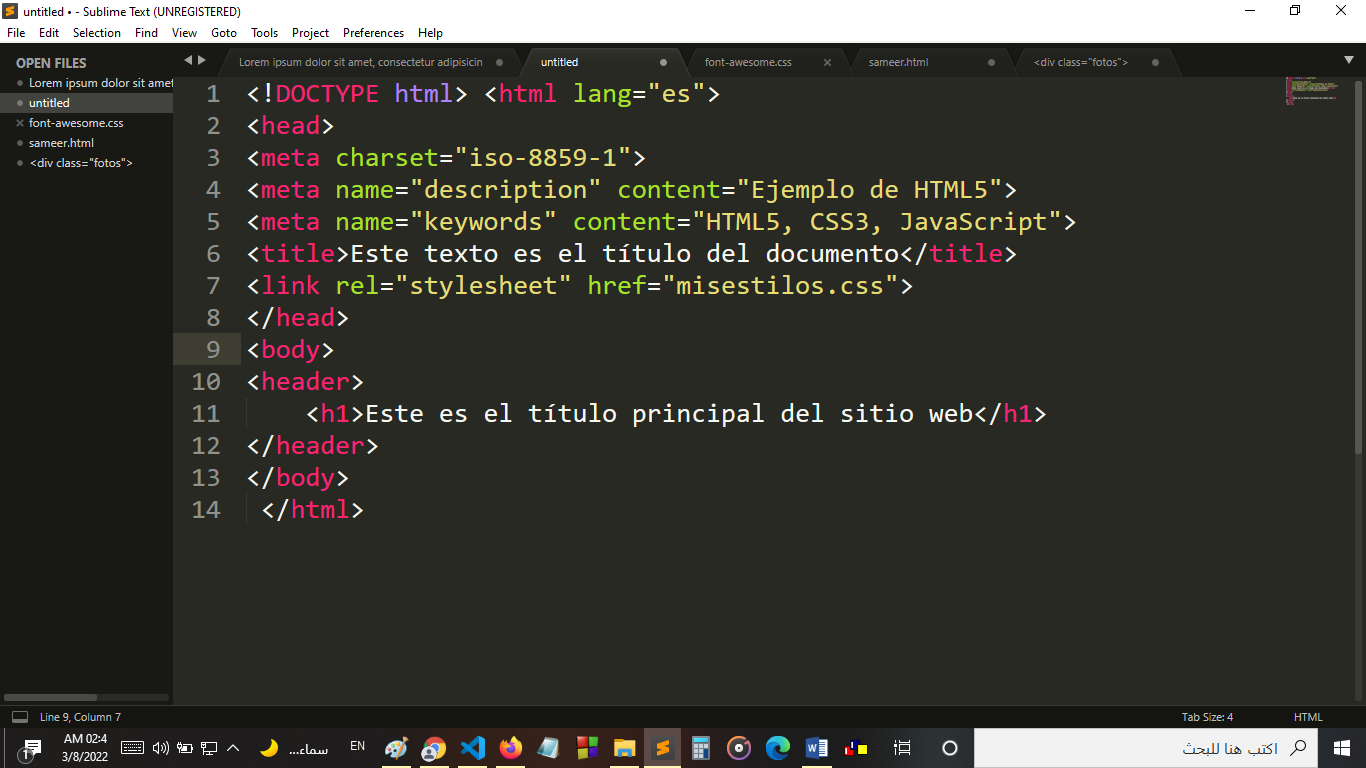 untitled • - Sublime Text (UNREGISTERED)
File Edit Selection Find View Goto Tools Project Preferences Help
OPEN FILES
Lorem ipsum dolor sit amet
untitled
font-awesome.css
sameer.html
<div class="fotos">
Lorem ipsum dolor sit amet, consectetur adipisicin untitled font-awesome.css sameer.html <div class="fotos">
1 <!DOCTYPE html> <html lang="es">
2 <head>
3 <meta charset="iso-8859-1">
4 <meta name="description" content="Ejemplo de HTML5">
5 <meta name="keywords" content="HTML5, CSS3, JavaScript">
6 <title>Este texto es el título del documento</title>
7 <link rel="stylesheet" href="misestilos.css">
8 </head>
9 <body>
10 <header>
11     <h1>Este es el título principal del sitio web</h1>
12 </header>
13 </body>
14  </html>
Line 9, Column 7 Tab Size: 4 HTML
1
AM 02:4
3/8/2022
سماء...
EN
اكتب هنا للبحث